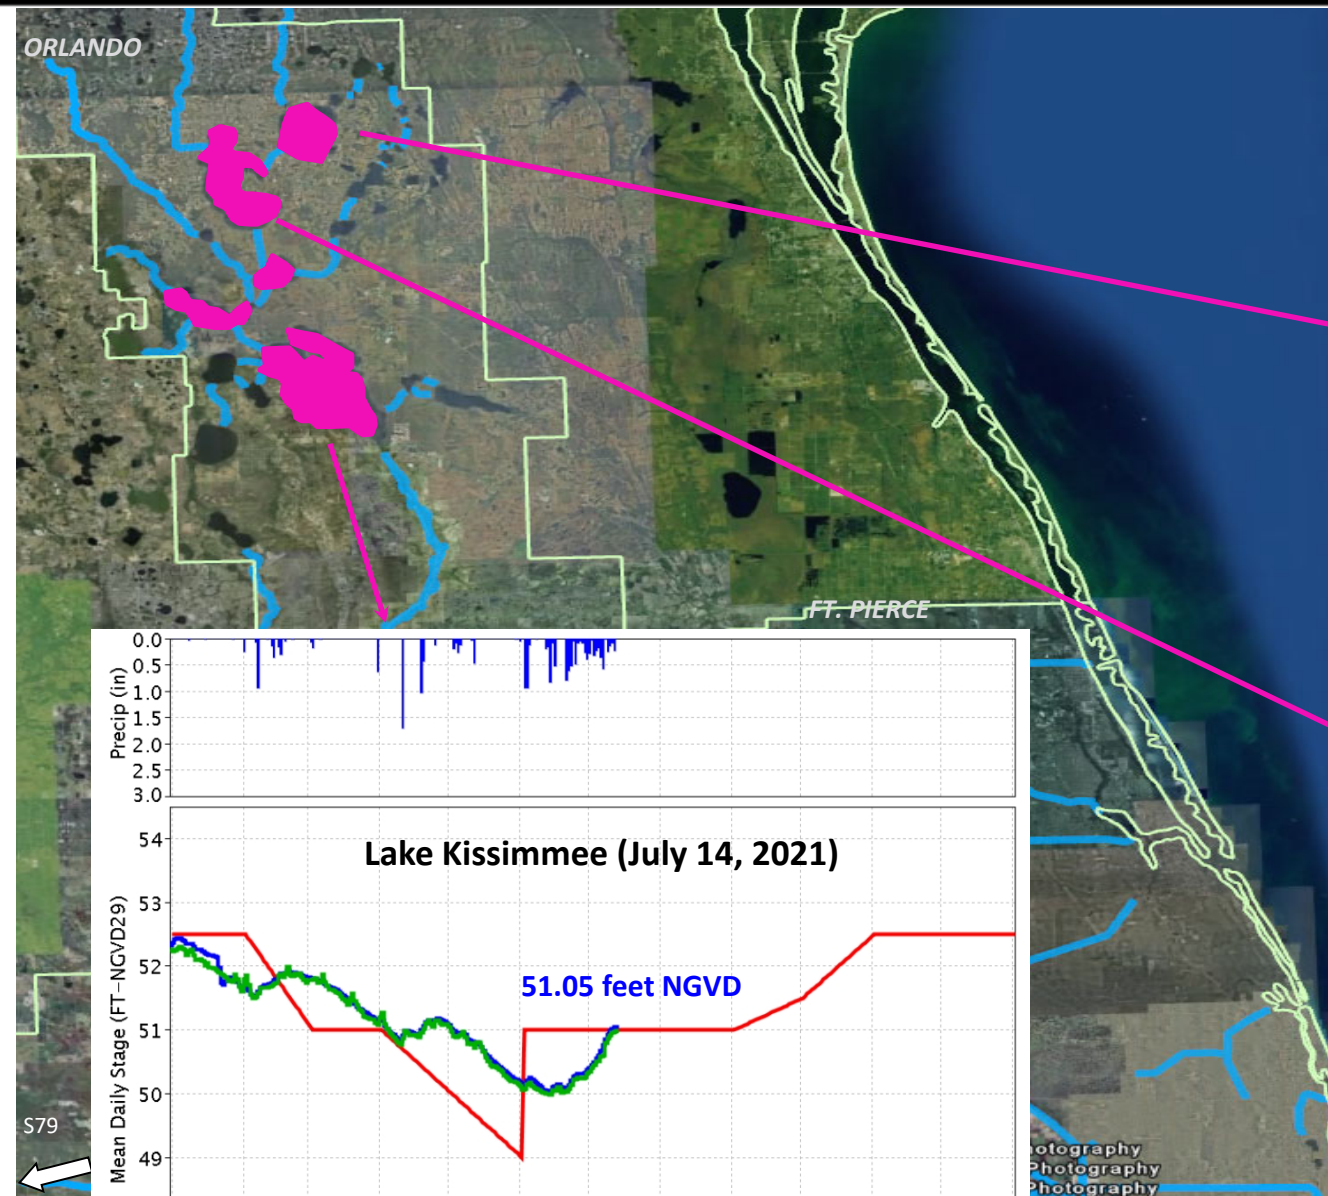 ORLANDO
FT. PIERCE
0.0
0.5
1.0
1.5
2.0
2.5
3.0
Precip (in)
Lake Kissimmee (July 14, 2021)
51.05 feet NGVD
54
53
52
51
50
49
Mean Daily Stage (FT-NGVD29)
S79
otography
Photography
Photography